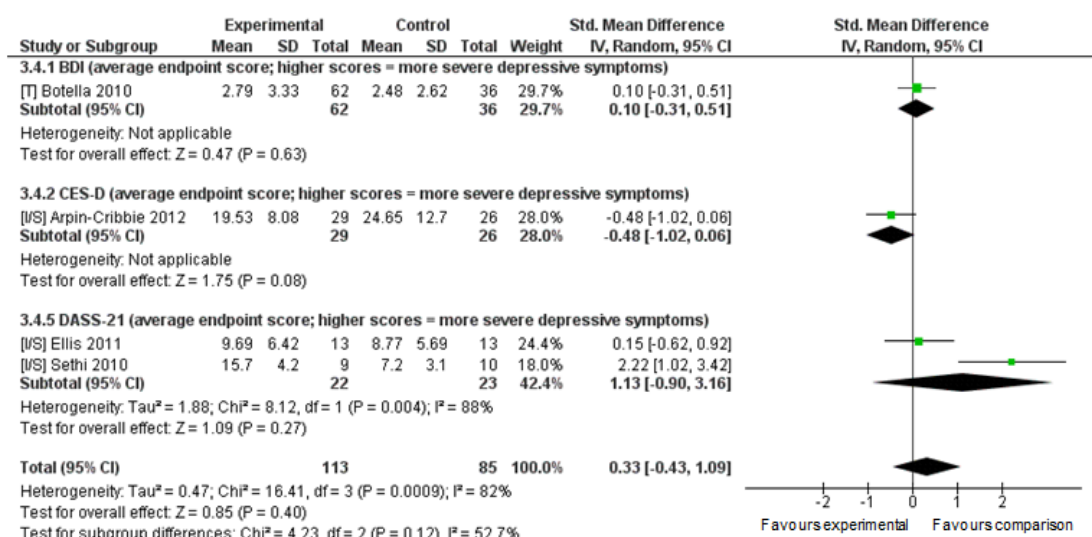 Experimental Control Std. Mean Difference Std. Mean Difference
Study or Subgroup Mean SD Total Mean SD Total Weight IV, Random, 95% CI IV, Random, 95% CI
3.4.1 BDI (average endpoint score; higher scores = more severe depressive symptoms)
[T] Botella 2010 2.79 3.33 62 2.48 2.62 36 29.7% 0.10 [-0.31, 0.51]
Subtotal (95% CI) 62 36 29.7% 0.10 [-0.31, 0.51]
Heterogeneity: Not applicable
Test for overall effect: Z = 0.47 (P = 0.63)
3.4.2 CES-D (average endpoint score; higher scores = more severe depressive symptoms)
[I/S] Arpin-Cribbie 2012 19.53 8.08 29 24.65 12.7 26 28.0% -0.48 [-1.02, 0.06]
Subtotal (95% CI) 29 26 28.0% -0.48 [-1.02, 0.06]
Heterogeneity: Not applicable
Test for overall effect: Z = 1.75 (P = 0.08)
3.4.5 DASS-21 (average endpoint score; higher scores = more severe depressive symptoms)
[I/S] Ellis 2011 9.69 6.42 13 8.77 5.69 13 24.4% 0.15 [-0.62, 0.92]
[I/S] Sethi 2010 15.7 4.2 9 7.2 3.1 10 18.0% 2.22 [1.02, 3.42]
Subtotal (95% CI) 22 23 42.4% 1.13 [-0.90, 3.16]
Heterogeneity: Tau² = 1.88; Chi² = 8.12, df = 1 (P = 0.004); I² = 88%
Test for overall effect: Z = 1.09 (P = 0.27)
Total (95% CI) 113 85 100.0% 0.33 [-0.43, 1.09]
Heterogeneity: Tau² = 0.47; Chi² = 16.41, df = 3 (P = 0.0009); I² = 82%
Test for overall effect: Z = 0.85 (P = 0.40)
Test for subgroup differences: Chi² = 4.23, df = 2 (P = 0.12), I² = 52.7%
-2 -1 0 1 2
Favours experimental Favours comparison